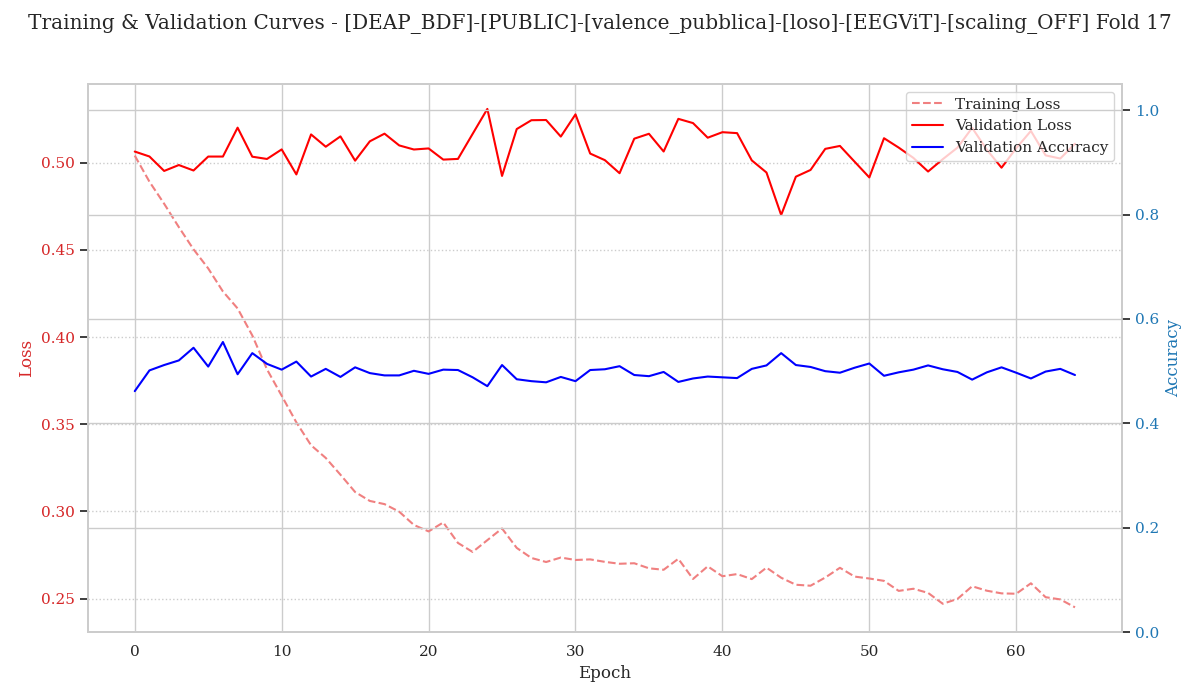 Training & Validation Curves - [DEAP_BDF]-[PUBLIC]-[valence_pubblica]-[loso]-[EEGViT]-[scaling_OFF] Fold 17
Training Loss
Validation Loss
Validation Accuracy
0.50
0.45
0.40
0.35
0.30
0.25
Loss
1.0
0.8
0.6
0.4
0.2
0.0
Accuracy
0 10 20 30 40 50 60
Epoch